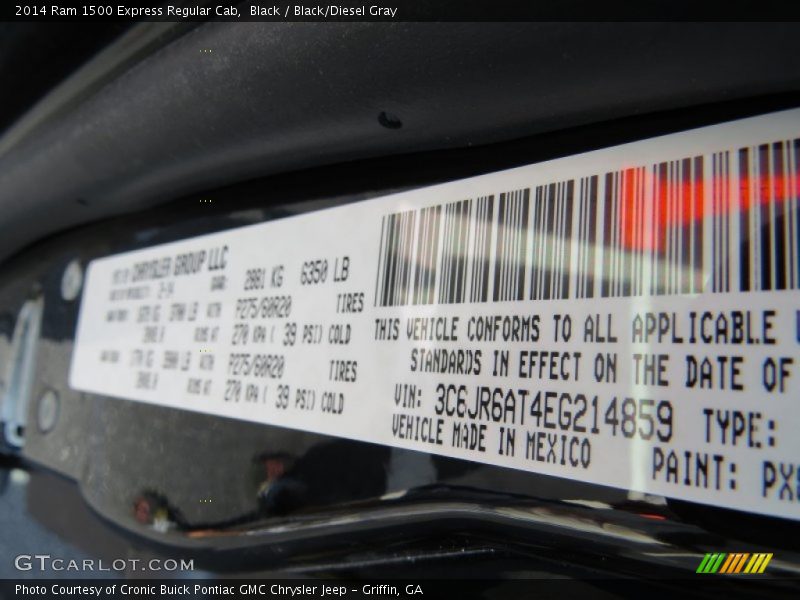 2014 Ram 1500 Express Regular Cab, Black / Black/Diesel Gray
CHRYSLER GROUP LLC
2-14
2881 KG 6350 LB
P275/60R20 TIRES
270 KPA ( 39 PSI) COLD
P275/60R20 TIRES
270 KPA ( 39 PSI) COLD
THIS VEHICLE CONFORMS TO ALL APPLICABLE
STANDARDS IN EFFECT ON THE DATE OF
VIN: 3C6JR6AT4EG214859 TYPE:
VEHICLE MADE IN MEXICO PAINT:
GTCARLOT.COM
Photo Courtesy of Cronic Buick Pontiac GMC Chrysler Jeep - Griffin, GA